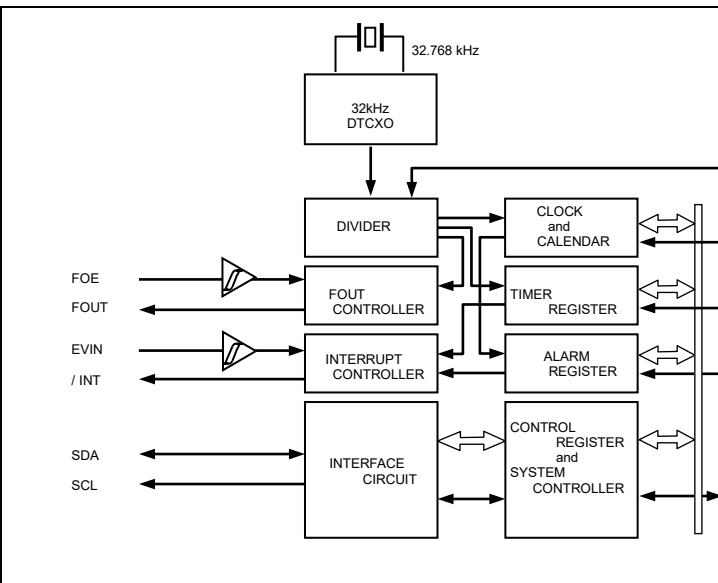 32.768 kHz
32kHz
DTCXO
DIVIDER
CLOCK
and
CALENDAR
FOE
FOUT
FOUT
CONTROLLER
TIMER
REGISTER
EVIN
/ INT
INTERRUPT
CONTROLLER
ALARM
REGISTER
SDA
SCL
INTERFACE
CIRCUIT
CONTROL
REGISTER
and
SYSTEM
CONTROLLER